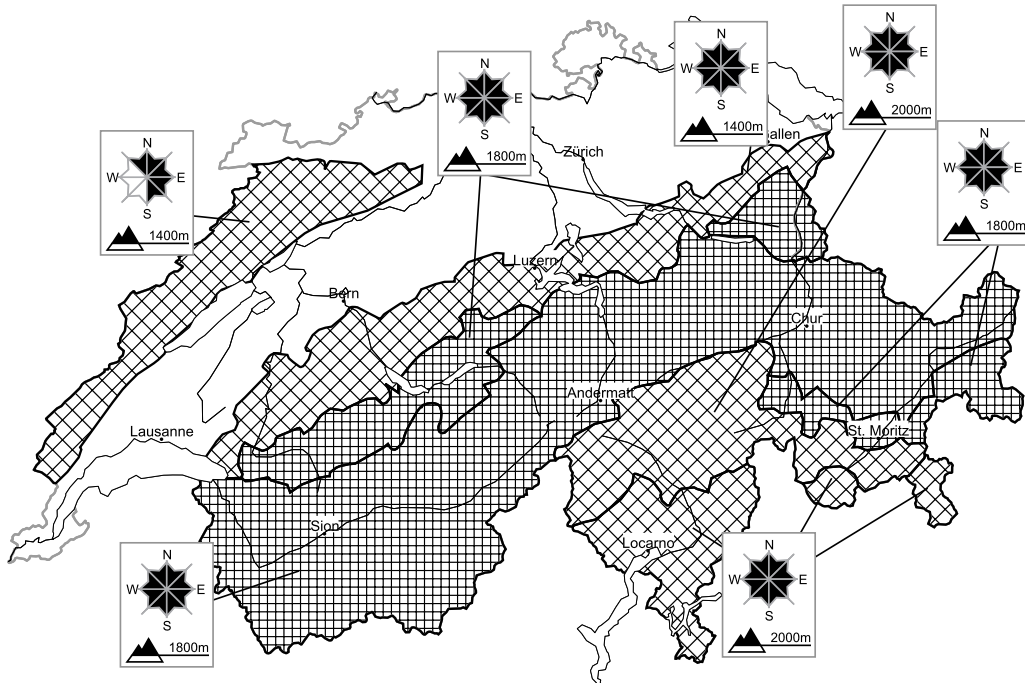 N
W E
S
2000m
N
W E
S
1400m
N
W E
S
1800m
N
W E
S
1800m
N
W E
S
1400m
allen
Zürich
Luzern
Bern
Chur
Andermatt
Lausanne
St. Moritz
Sion
Locarno
N
W E
S
2000m
N
W E
S
1800m